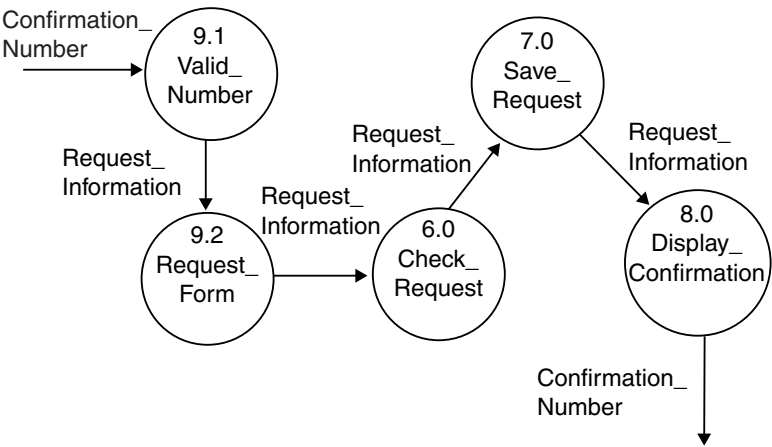 Confirmation_
Number
9.1
Valid_
Number
Request_
Information
9.2
Request_
Form
Request_
Information
6.0
Check_
Request
Request_
Information
7.0
Save_
Request
Request_
Information
8.0
Display_
Confirmation
Confirmation_
Number